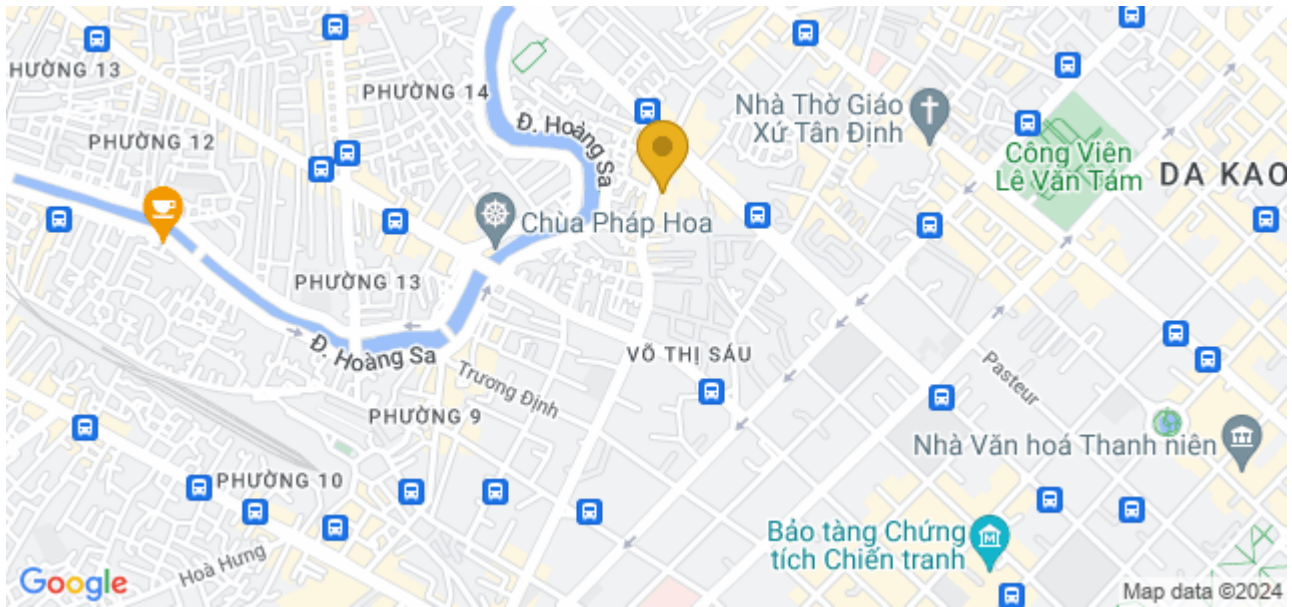 HƯỜNG 13
PHƯỜNG 14
PHƯỜNG 12
Đ. Hoàng Sa
Nhà Thờ Giáo
Xứ Tân Định
Công Viên
Lê Văn Tám
DA KAO
Chùa Pháp Hoa
PHƯỜNG 13
Đ. Hoàng Sa
VÕ THỊ SÁU
Trương Định
Pasteur
PHƯỜNG 9
Nhà Văn hoá Thanh niên
PHƯỜNG 10
Bảo tàng Chứng
tích Chiến tranh
Hoà Hưng
Google
Map data ©2024